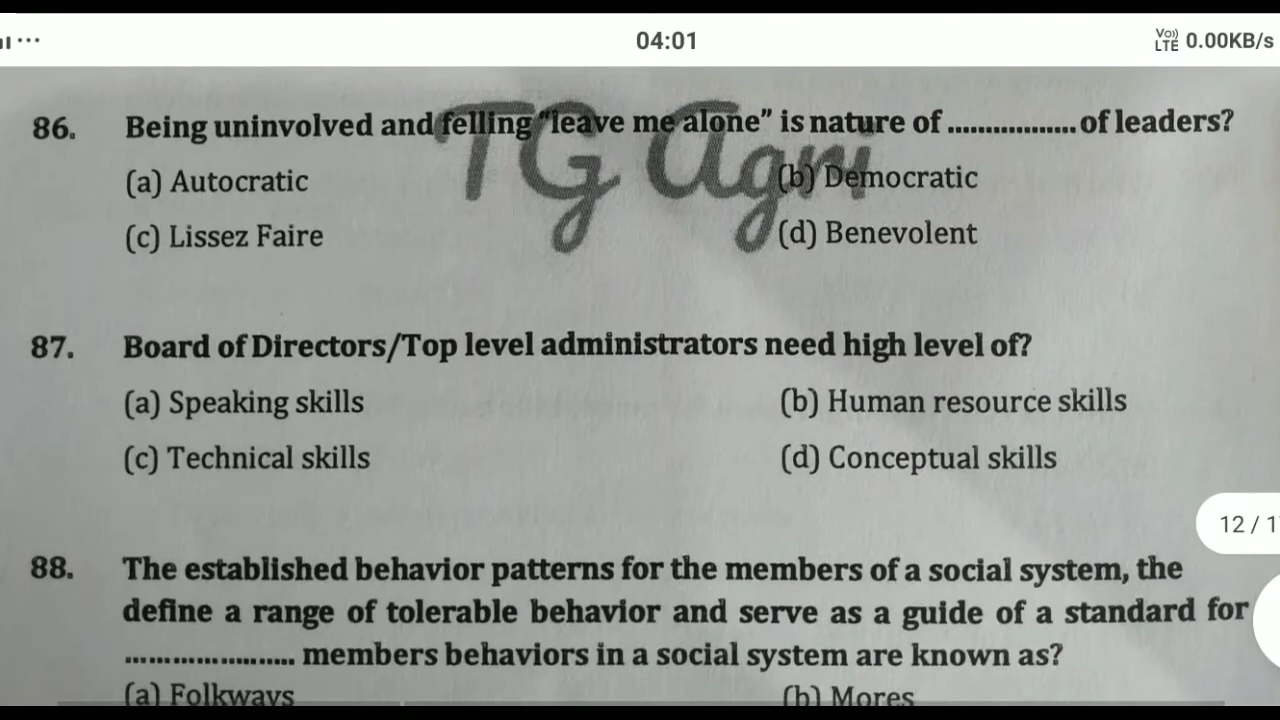 04:01
Vo)) LTE 0.00KB/s
TG Agri
86. Being uninvolved and felling "leave me alone" is nature of ................. of leaders?
(a) Autocratic (b) Democratic
(c) Lissez Faire (d) Benevolent
87. Board of Directors/Top level administrators need high level of?
(a) Speaking skills (b) Human resource skills
(c) Technical skills (d) Conceptual skills
12 / 1
88. The established behavior patterns for the members of a social system, the
define a range of tolerable behavior and serve as a guide of a standard for
...................... members behaviors in a social system are known as?
(a) Folkways (b) Mores